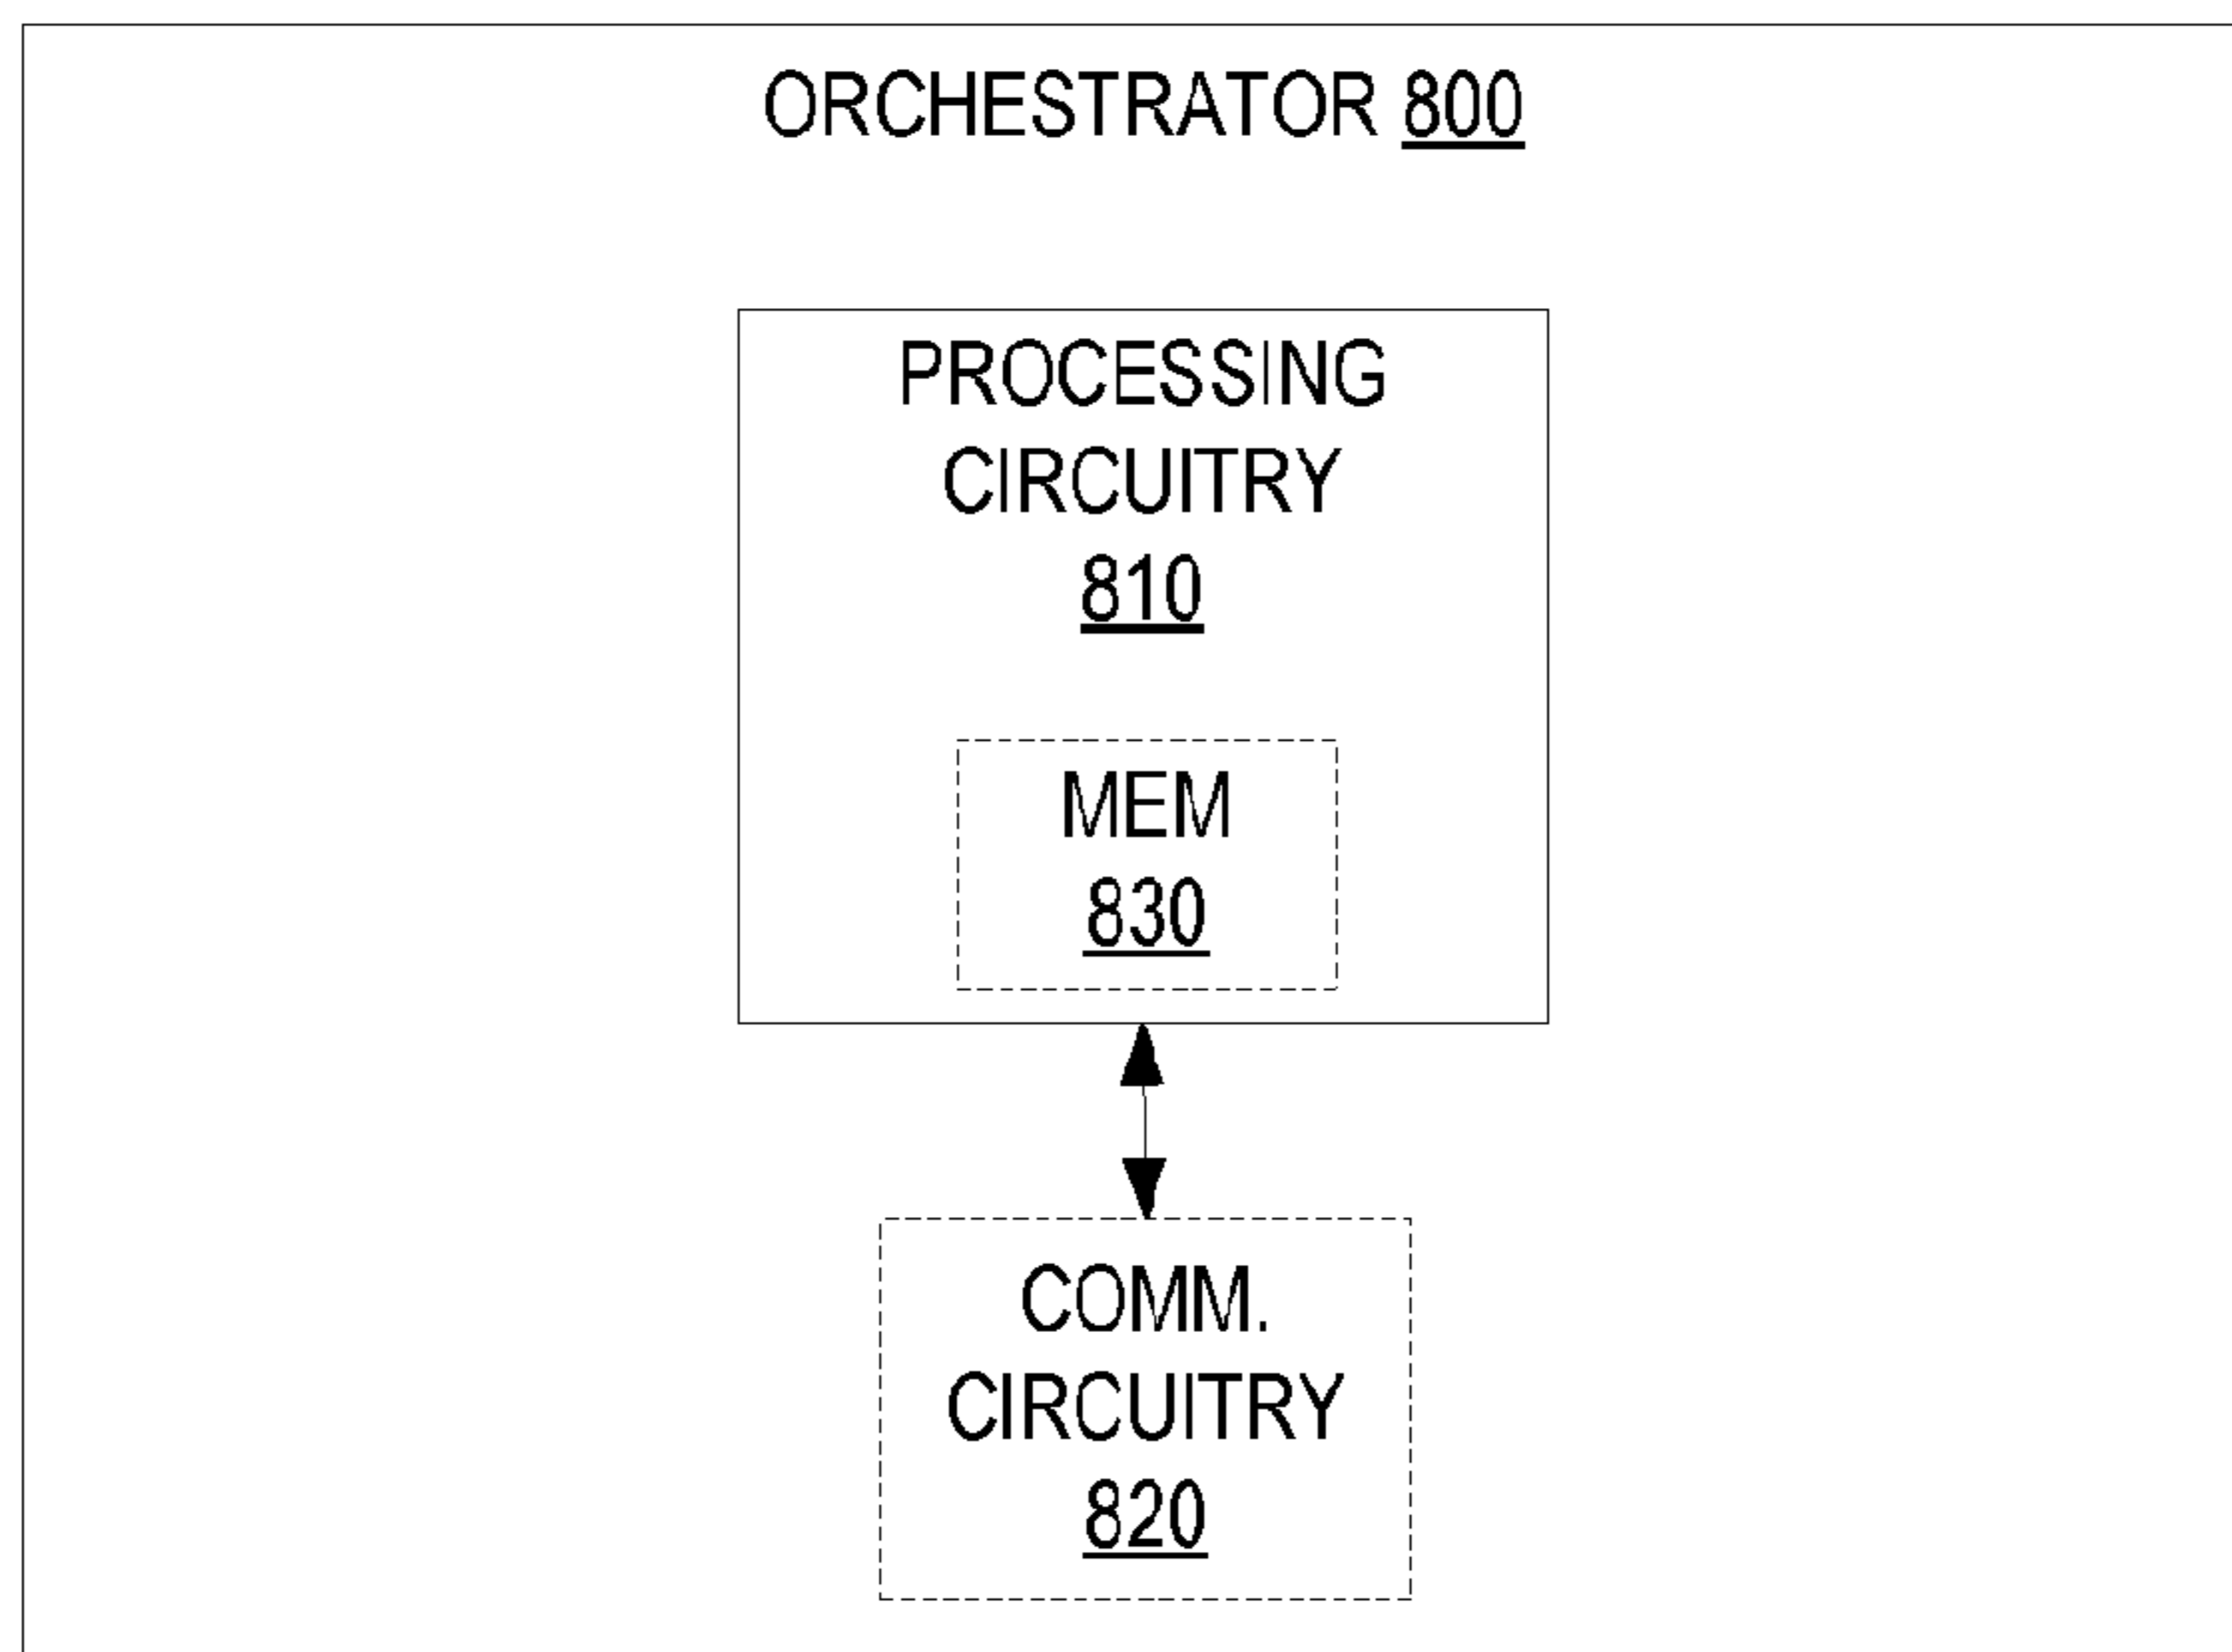 ORCHESTRATOR 800
PROCESSING
CIRCUITRY
810
MEM
830
COMM.
CIRCUITRY
820